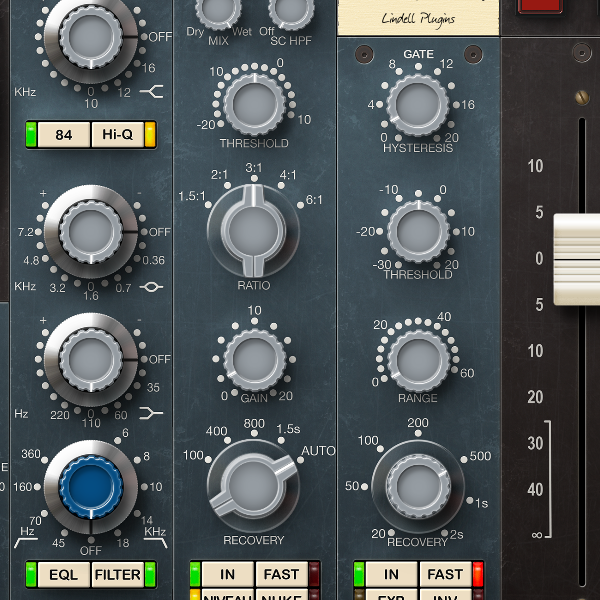 OFF
16
KHz
12
10
0
84 Hi-Q
+ -
7.2 OFF
4.8 0.36
KHz 3.2 1.6 0.7
+ -
OFF
35
Hz 220 110 60
6
360 8
160 10
70 14
Hz KHz
45 OFF 18
EQL FILTER
Dry Wet Off
MIX SC HPF
0
10
-20 10
THRESHOLD
3:1
2:1 4:1
1.5:1 6:1
RATIO
10
0 20
GAIN
800
400 1.5s
100 AUTO
RECOVERY
IN FAST
NIVEAU NUKE
Lindell Plugins
GATE
8 12
4 16
0 20
HYSTERESIS
-10 0
-20 10
-30 20
THRESHOLD
20 40
0 60
RANGE
200
100 500
50 1s
20 2s
RECOVERY
IN FAST
EXP INV
10
5
0
5
10
20
30
40
∞